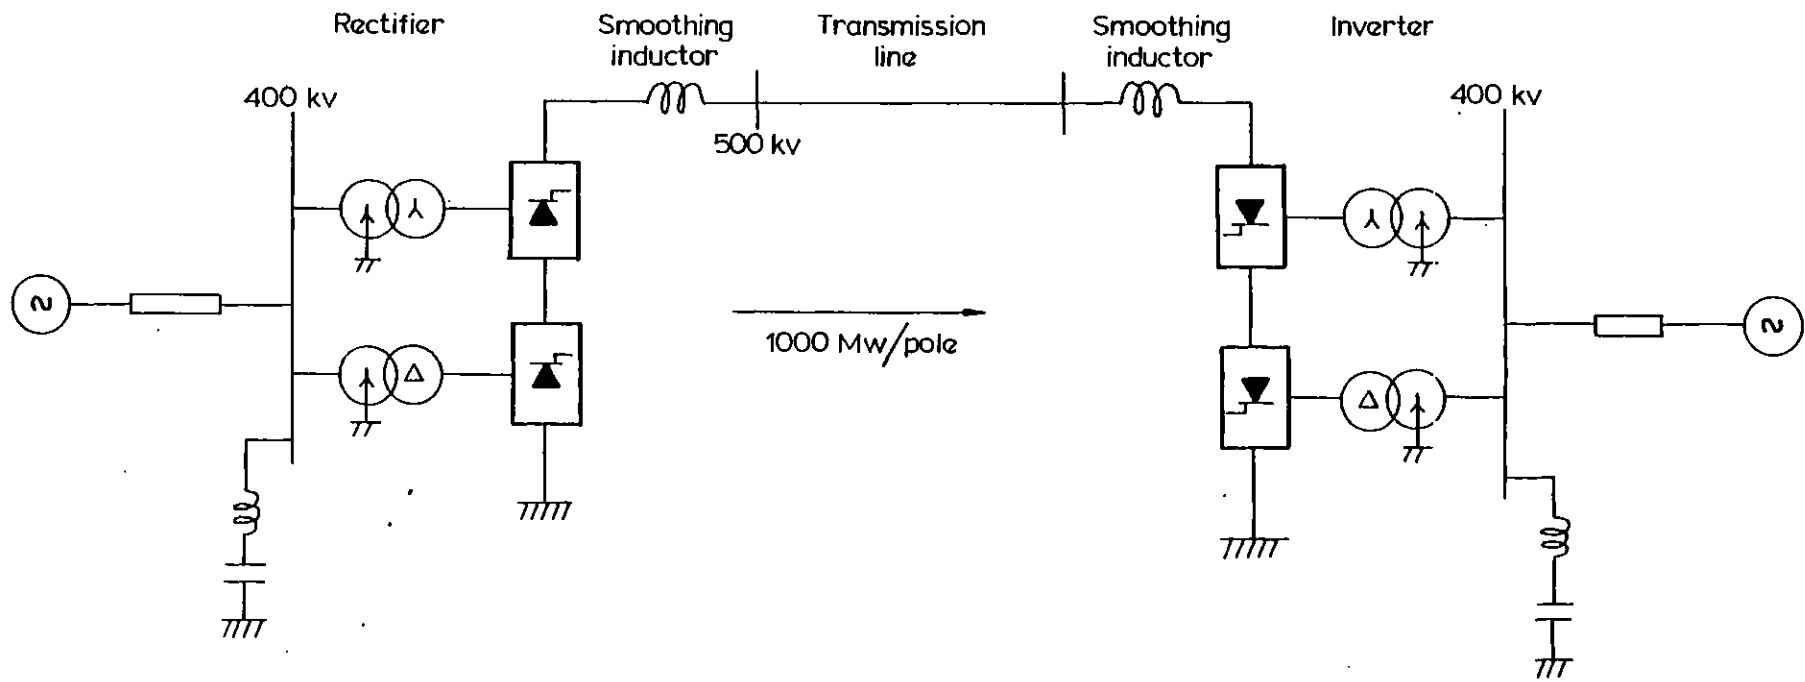 Rectifier
Smoothing
inductor
Transmission
line
Smoothing
inductor
Inverter
400 kv
500 kv
400 kv
1000 Mw/pole